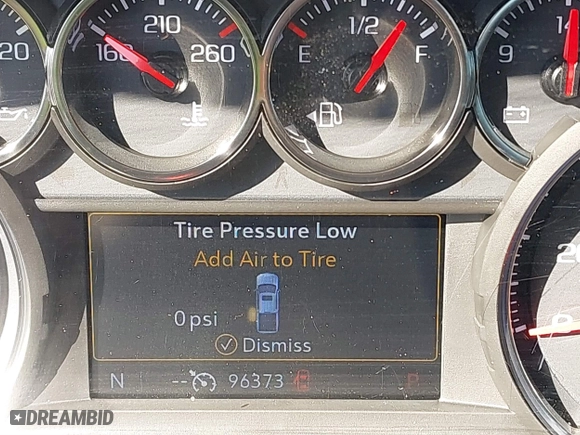 20
160
210
260
E
1/2
F
9
14
Tire Pressure Low
Add Air to Tire
0 psi
Dismiss
N
--
96373
P
DREAMBID